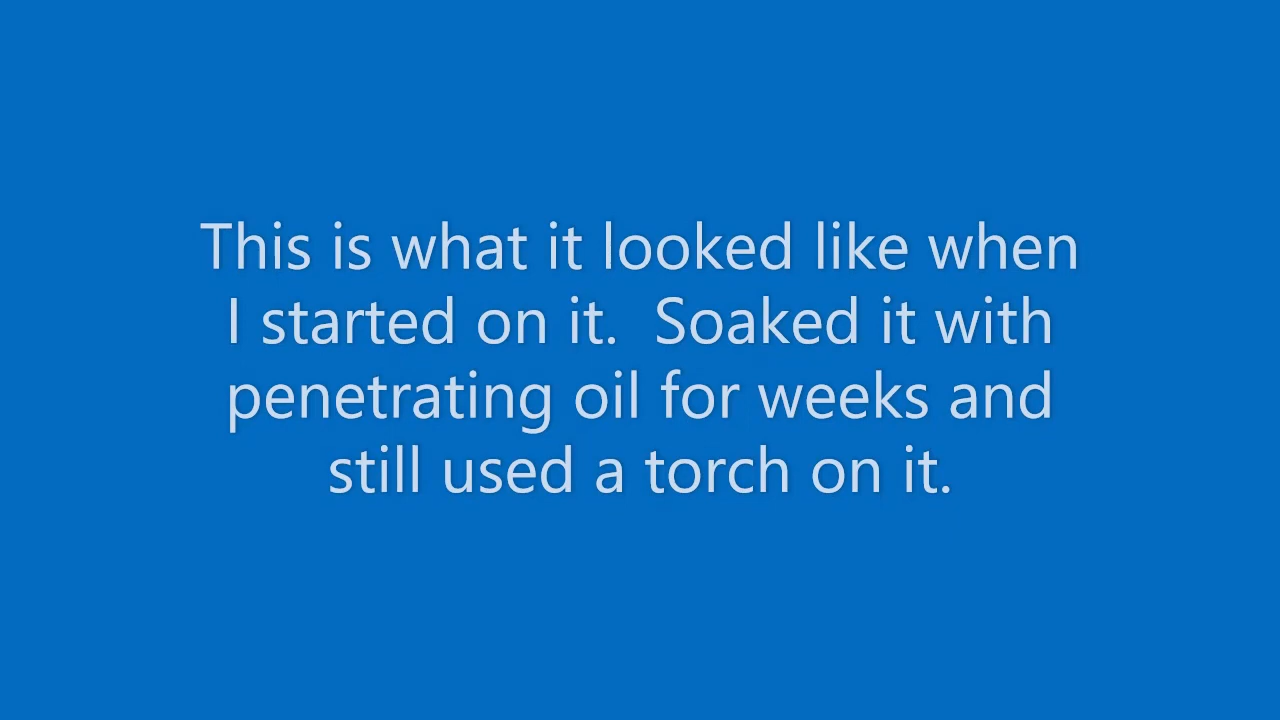 This is what it looked like when
I started on it.  Soaked it with
penetrating oil for weeks and
still used a torch on it.